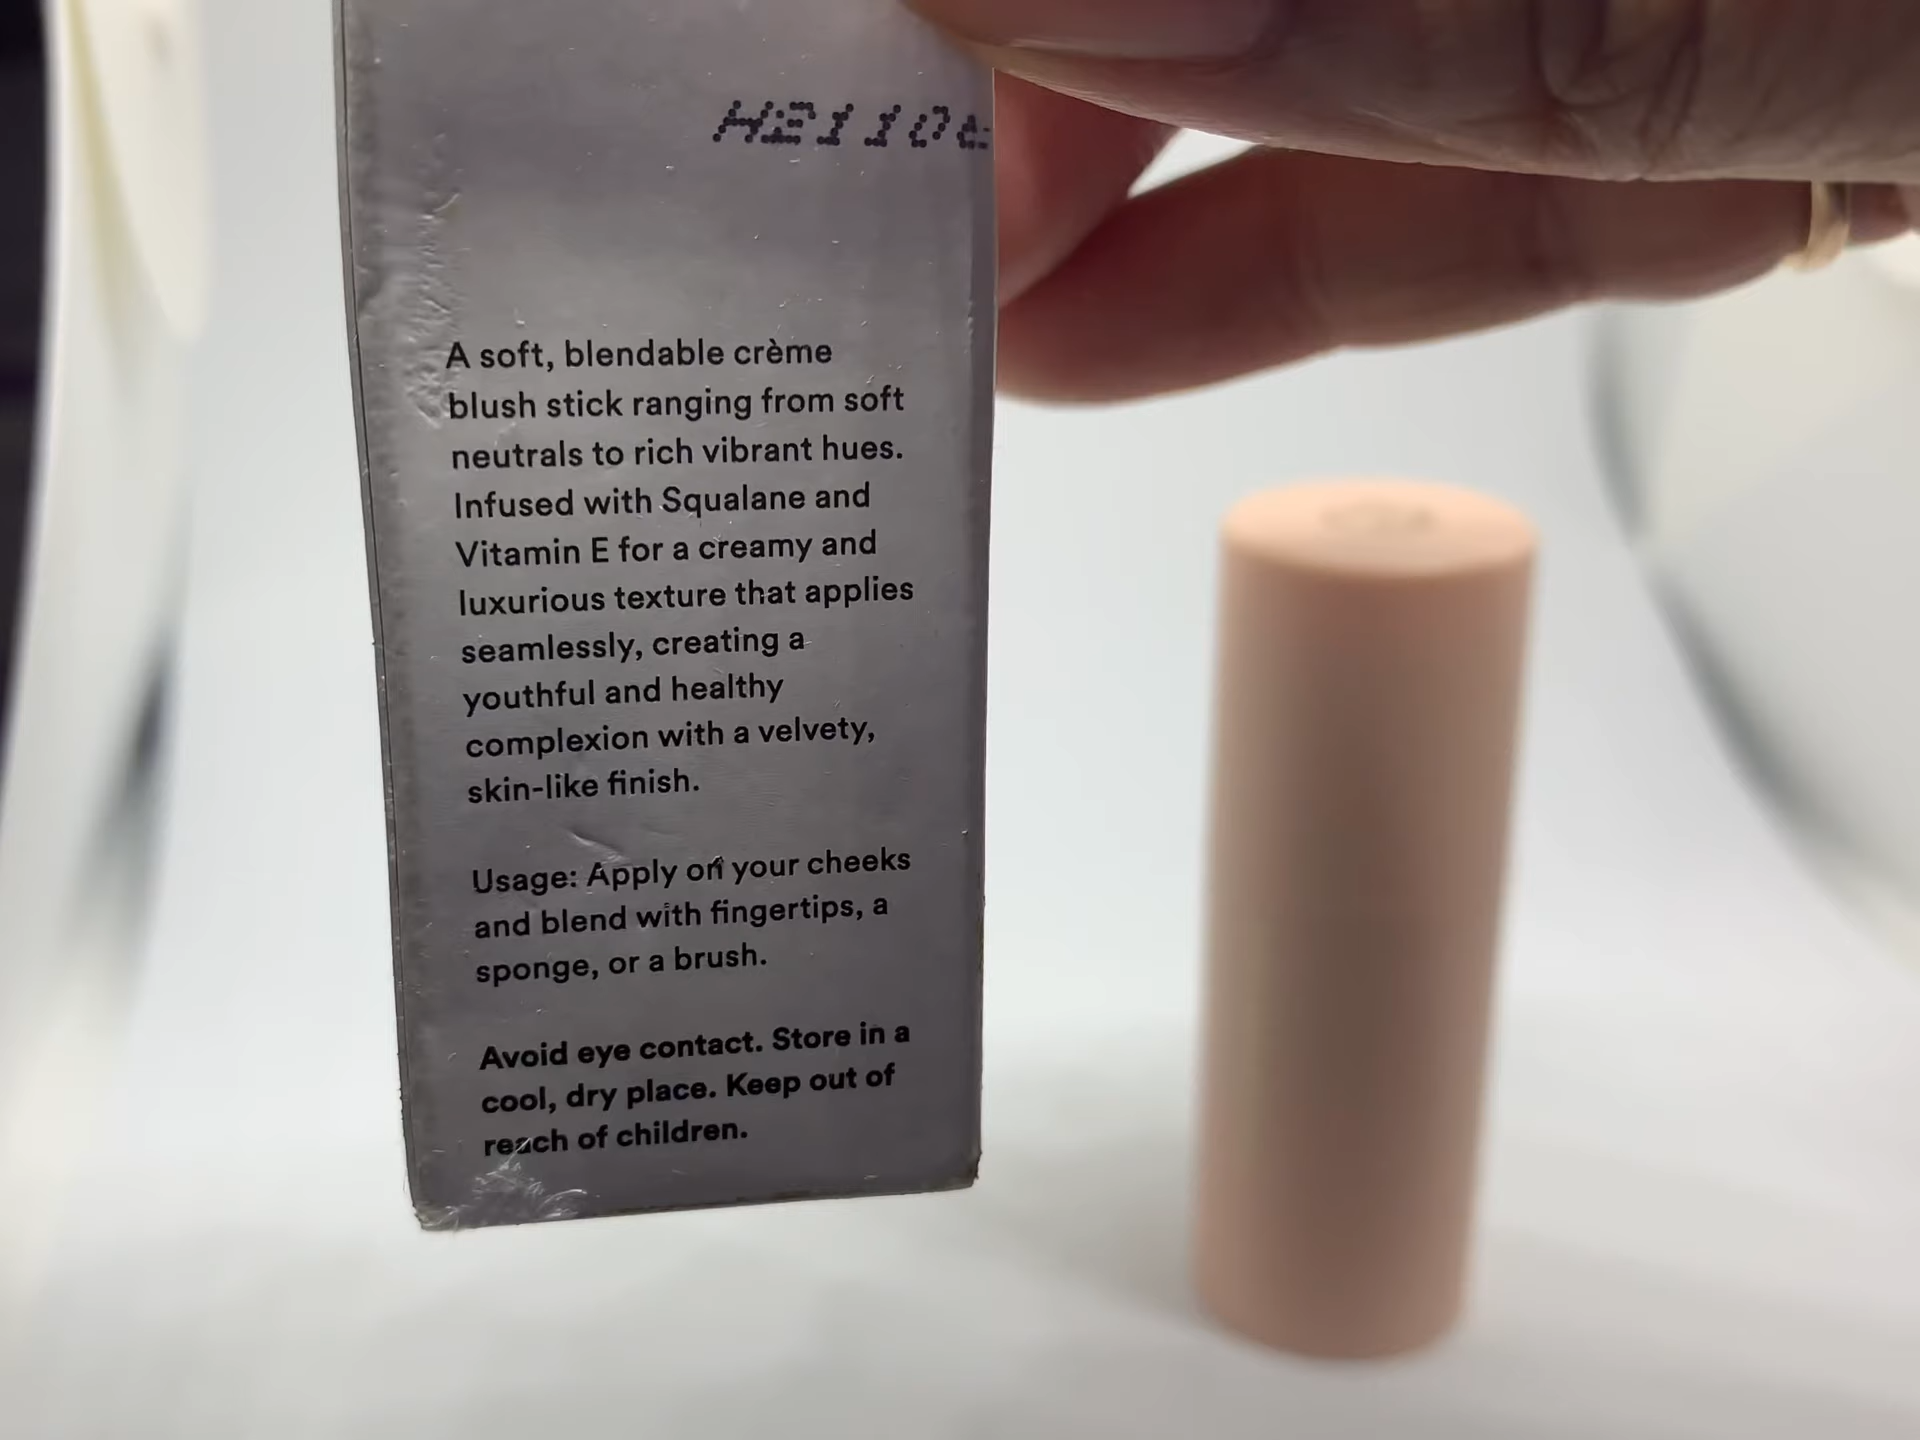 A soft, blendable crème
blush stick ranging from soft
neutrals to rich vibrant hues.
Infused with Squalane and
Vitamin E for a creamy and
luxurious texture that applies
seamlessly, creating a
youthful and healthy
complexion with a velvety,
skin-like finish.
Usage: Apply on your cheeks
and blend with fingertips, a
sponge, or a brush.
Avoid eye contact. Store in a
cool, dry place. Keep out of
reach of children.